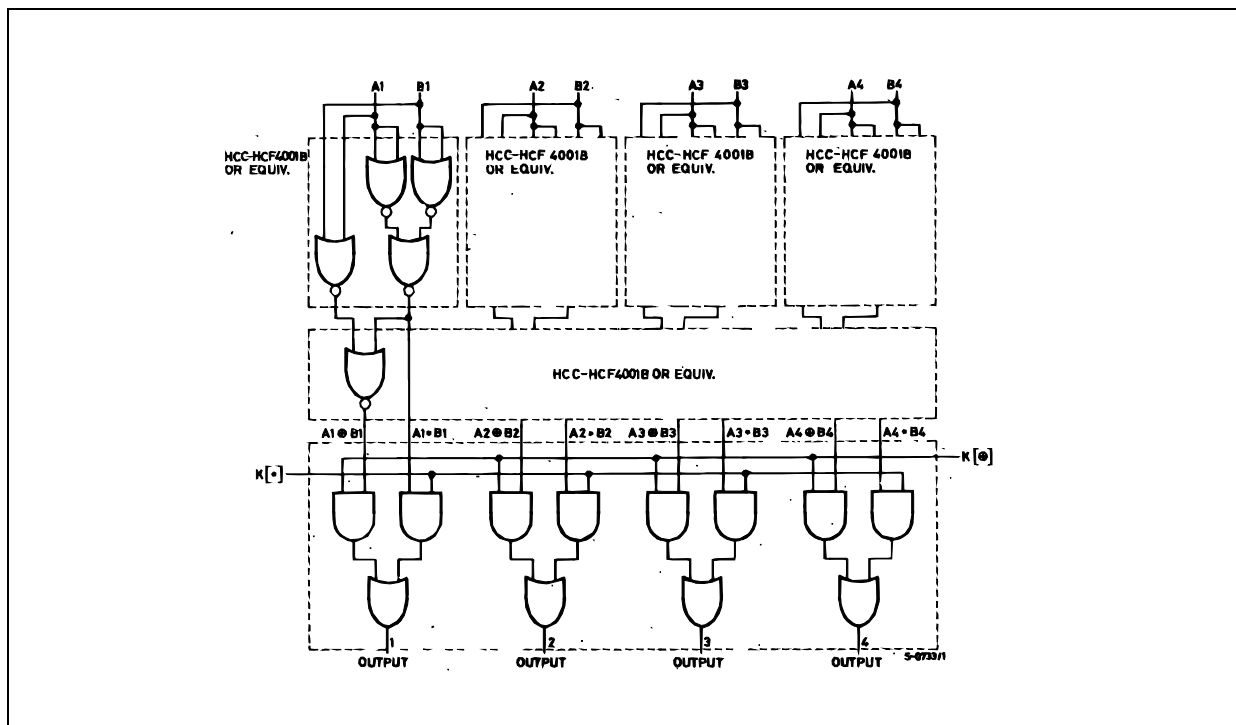 A1 B1 A2 B2 A3 B3 A4 B4
HCC-HCF4001B
OR EQUIV.
HCC-HCF 4001B
OR EQUIV.
HCC-HCF 4001B
OR EQUIV.
HCC-HCF 4001B
OR EQUIV.
HCC-HCF4001B OR EQUIV.
A1⊕B1 A1•B1 A2⊕B2 A2•B2 A3⊕B3 A3•B3 A4⊕B4 A4•B4
K[⊕]
K[•]
1 2 3 4
S-0733/1
OUTPUT OUTPUT OUTPUT OUTPUT